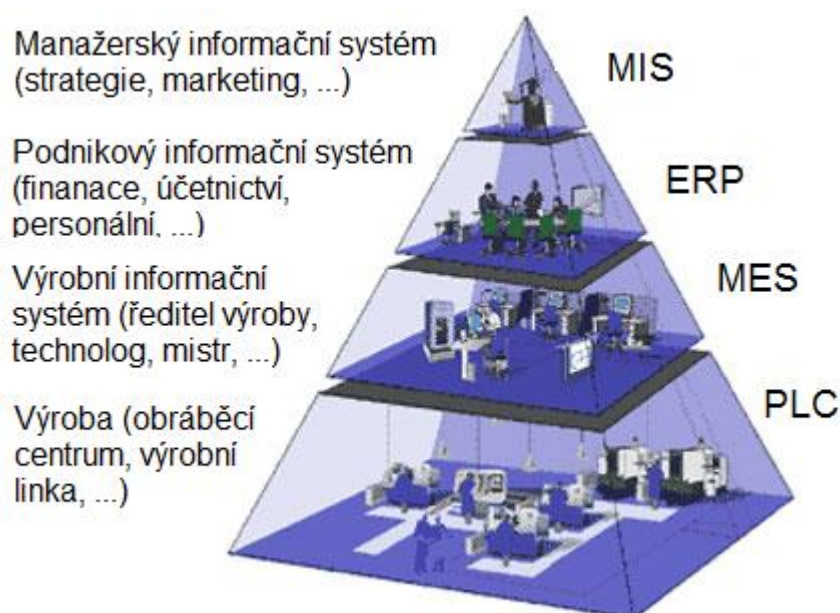 Manažerský informační systém
(strategie, marketing, ...)
MIS
Podnikový informační systém
(finanace, účetnictví,
personální, ...)
ERP
Výrobní informační
systém (ředitel výroby,
technolog, mistr, ...)
MES
Výroba (obráběcí
centrum, výrobní
linka, ...)
PLC